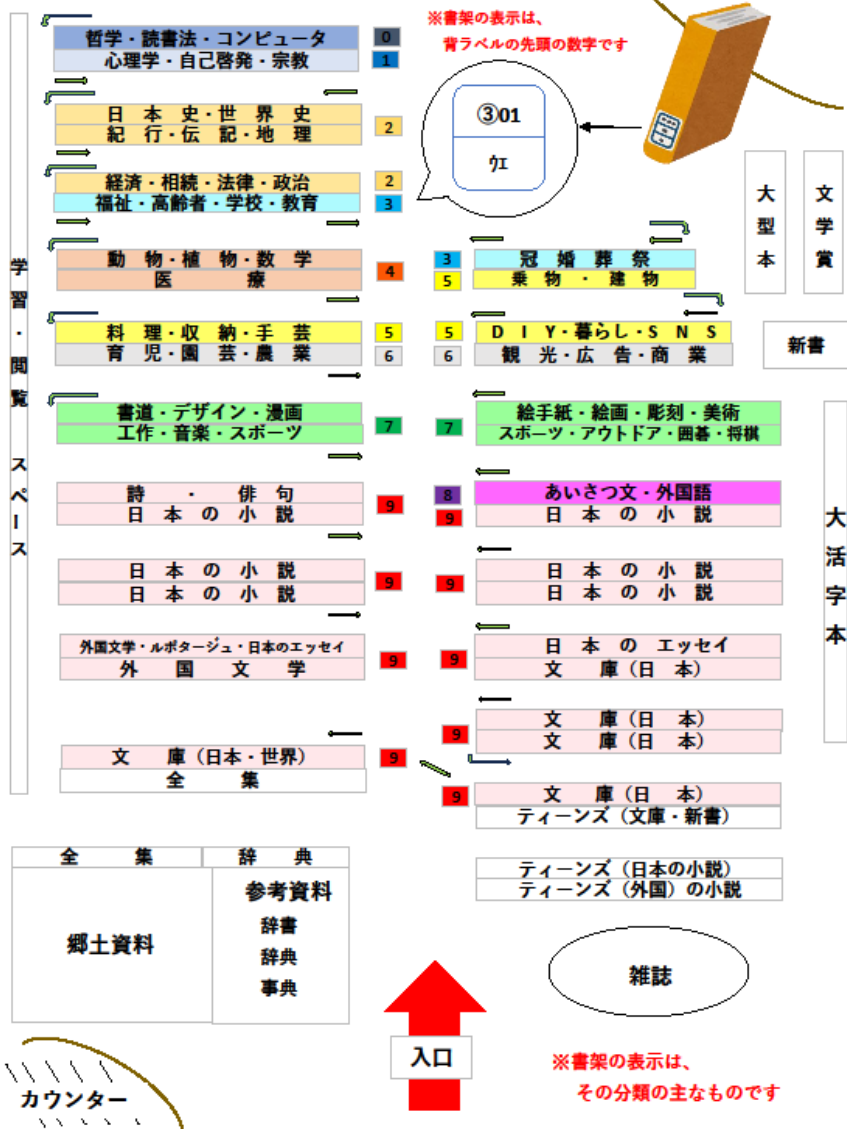 ※書架の表示は、
背ラベルの先頭の数字です
③01
ｳｴ
哲学・読書法・コンピュータ 0
心理学・自己啓発・宗教 1
日本史・世界史
紀行・伝記・地理
2
経済・相続・法律・政治 2
福祉・高齢者・学校・教育 3
動物・植物・数学
医療
4
料理・収納・手芸 5
育児・園芸・農業 6
書道・デザイン・漫画
工作・音楽・スポーツ
7
詩・俳句
日本の小説
9
日本の小説
日本の小説
9
外国文学・ルポタージュ・日本のエッセイ
外国文学
9
文庫（日本・世界）
全集
9
学習・閲覧スペース
大型本
文学賞
3 冠婚葬祭
5 乗物・建物
5 DIY・暮らし・SNS
6 観光・広告・商業
新書
7
絵手紙・絵画・彫刻・美術
スポーツ・アウトドア・囲碁・将棋
8 あいさつ文・外国語
9 日本の小説
9
日本の小説
日本の小説
9
日本のエッセイ
文庫（日本）
9
文庫（日本）
文庫（日本）
9
文庫（日本）
ティーンズ（文庫・新書）
ティーンズ（日本の小説）
ティーンズ（外国）の小説
大活字本
全集 辞典
郷土資料
参考資料
辞書
辞典
事典
雑誌
入口
カウンター
※書架の表示は、
その分類の主なものです